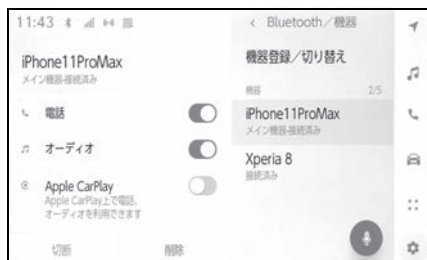 11:43
iPhone11ProMax
メイン機器-接続済み
電話
オーディオ
Apple CarPlay
Apple CarPlay上で電話、
オーディオを利用できます
切断
削除
< Bluetooth／機器
機器登録／切り替え
機器 2/5
iPhone11ProMax
メイン機器-接続済み
Xperia 8
接続済み